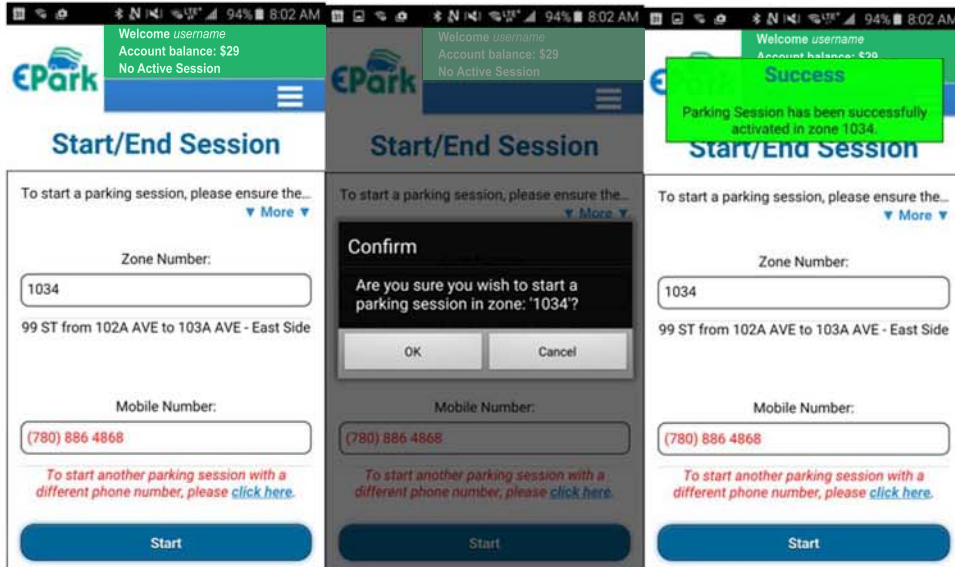 94% 8:02 AM
Welcome username
Account balance: $29
No Active Session
EPark
Start/End Session
To start a parking session, please ensure the...
▼ More ▼
Zone Number:
1034
99 ST from 102A AVE to 103A AVE - East Side
Mobile Number:
(780) 886 4868
To start another parking session with a
different phone number, please click here.
Start
94% 8:02 AM
Welcome username
Account balance: $29
No Active Session
EPark
Start/End Session
To start a parking session, please ensure the...
▼ More ▼
Confirm
Are you sure you wish to start a
parking session in zone: '1034'?
OK Cancel
Mobile Number:
(780) 886 4868
To start another parking session with a
different phone number, please click here.
Start
94% 8:02 AM
Welcome username
Account balance: $29
Success
Parking Session has been successfully
activated in zone 1034.
Start/End Session
To start a parking session, please ensure the...
▼ More ▼
Zone Number:
1034
99 ST from 102A AVE to 103A AVE - East Side
Mobile Number:
(780) 886 4868
To start another parking session with a
different phone number, please click here.
Start